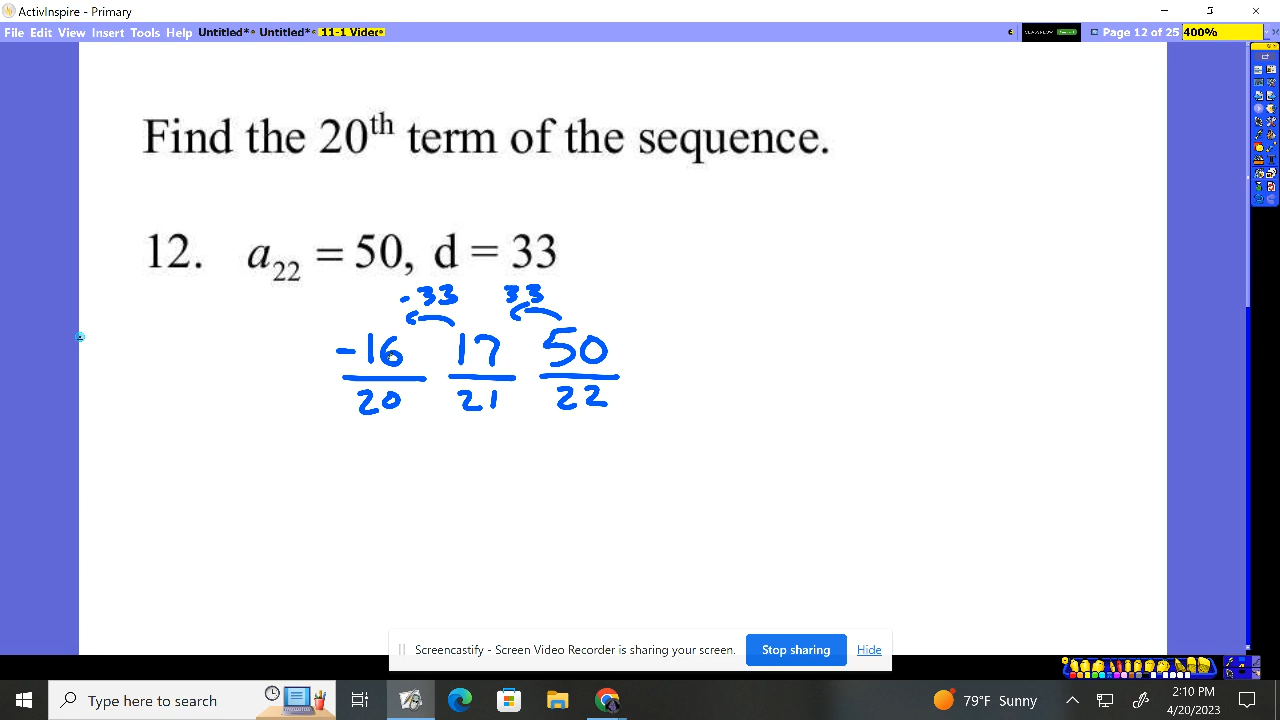 ActivInspire - Primary
File Edit View Insert Tools Help Untitled* Untitled* 11-1 Video* Page 12 of 25 400%
Find the 20th term of the sequence.
12. a22 = 50, d = 33
-33 33
-16 17 50
20 21 22
Screencastify - Screen Video Recorder is sharing your screen. Stop sharing Hide
Type here to search
79°F Sunny
2:10 PM
4/20/2023